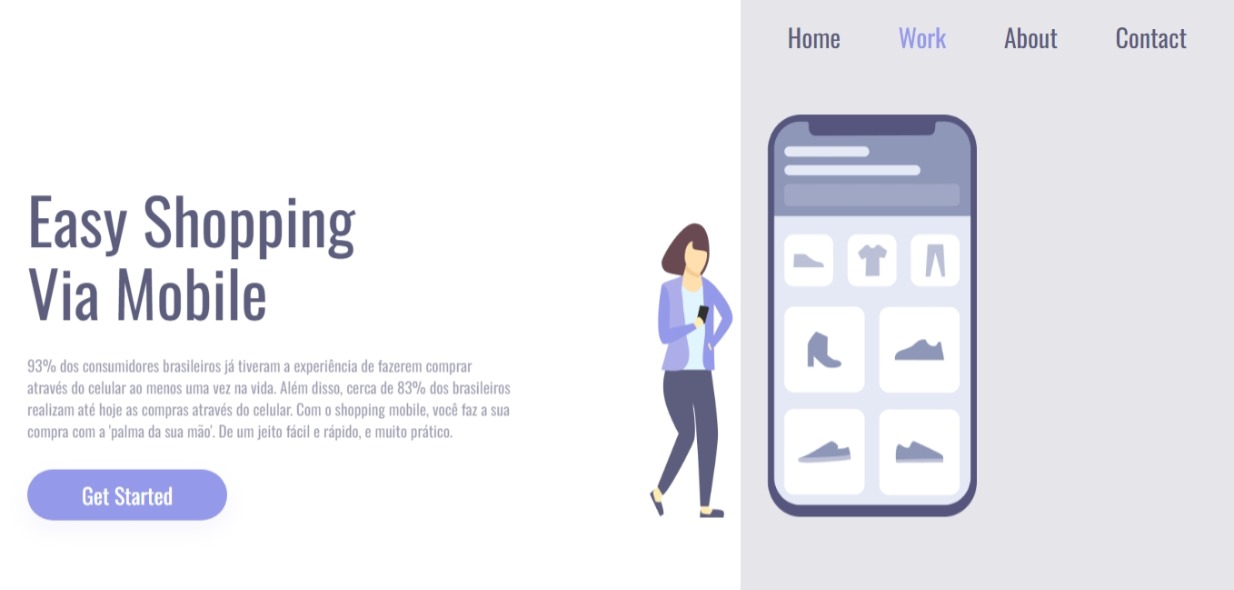 Home Work About Contact
Easy Shopping
Via Mobile
93% dos consumidores brasileiros já tiveram a experiência de fazerem comprar
através do celular ao menos uma vez na vida. Além disso, cerca de 83% dos brasileiros
realizam até hoje as compras através do celular. Com o shopping mobile, você faz a sua
compra com a 'palma da sua mão'. De um jeito fácil e rápido, e muito prático.
Get Started